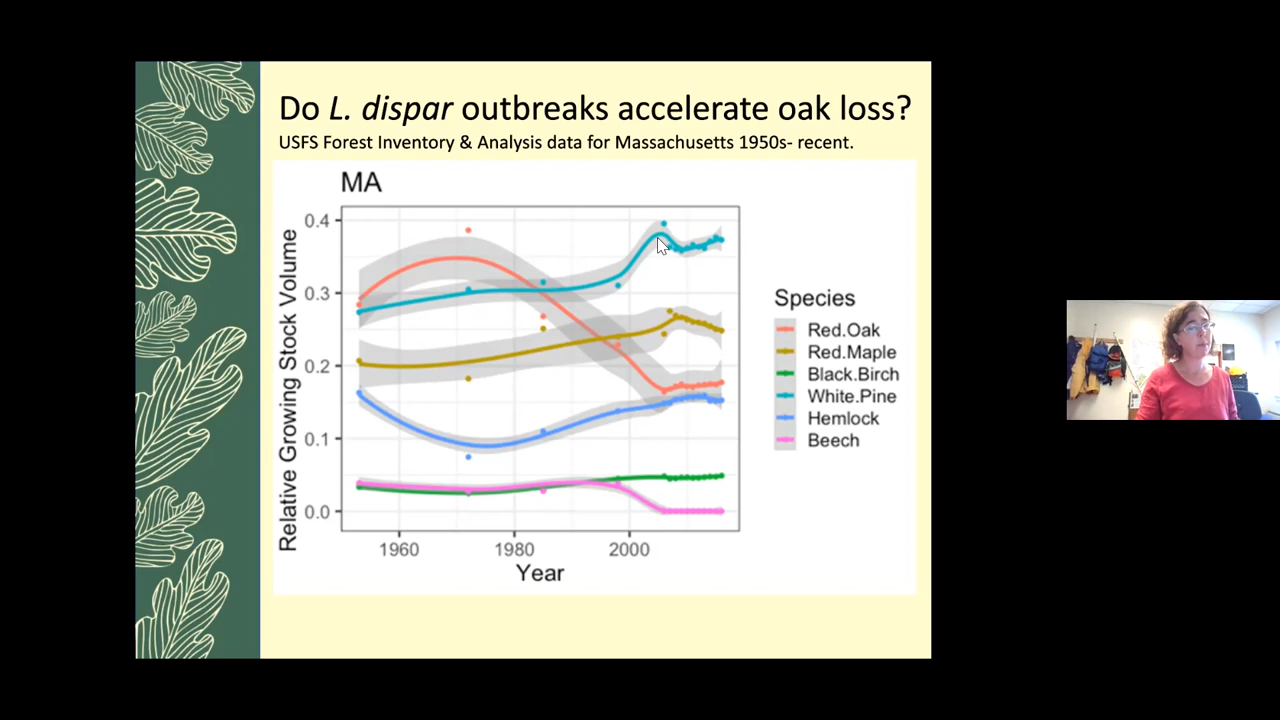 Do L. dispar outbreaks accelerate oak loss?
USFS Forest Inventory & Analysis data for Massachusetts 1950s- recent.
MA
Relative Growing Stock Volume
0.4
0.3
0.2
0.1
0.0
1960 1980 2000
Year
Species
Red.Oak
Red.Maple
Black.Birch
White.Pine
Hemlock
Beech